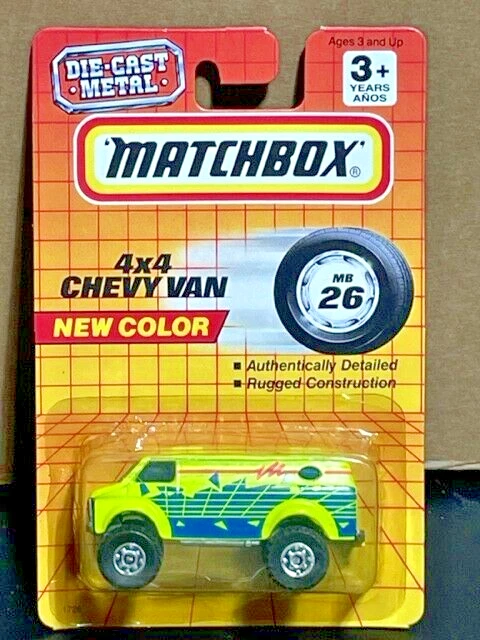 DIE-CAST
METAL
Ages 3 and Up
3+
YEARS
AÑOS
'MATCHBOX'®
4x4
CHEVY VAN
NEW COLOR
MB
26
■ Authentically Detailed
■ Rugged Construction